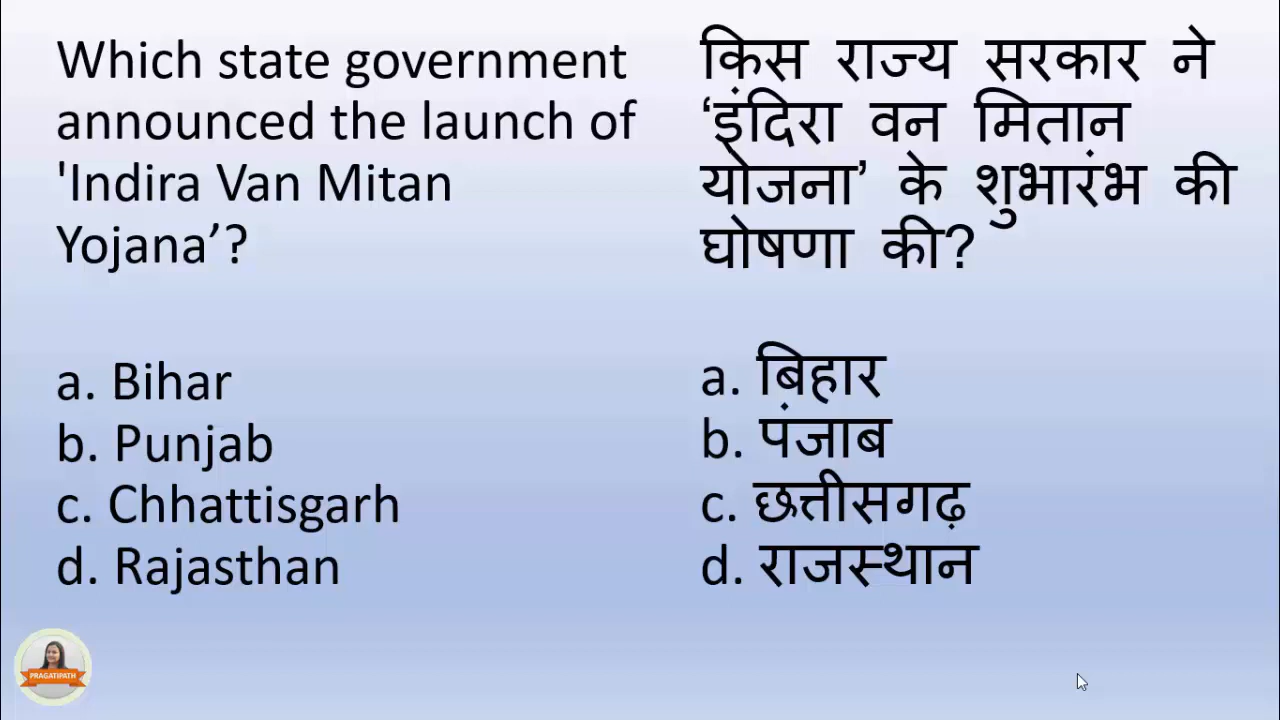 Which state government
announced the launch of
'Indira Van Mitan
Yojana’?
a. Bihar
b. Punjab
c. Chhattisgarh
d. Rajasthan
किस राज्य सरकार ने
‘इंदिरा वन मितान
योजना’ के शुभारंभ की
घोषणा की?
a. बिहार
b. पंजाब
c. छत्तीसगढ़
d. राजस्थान
PRAGATIPATH